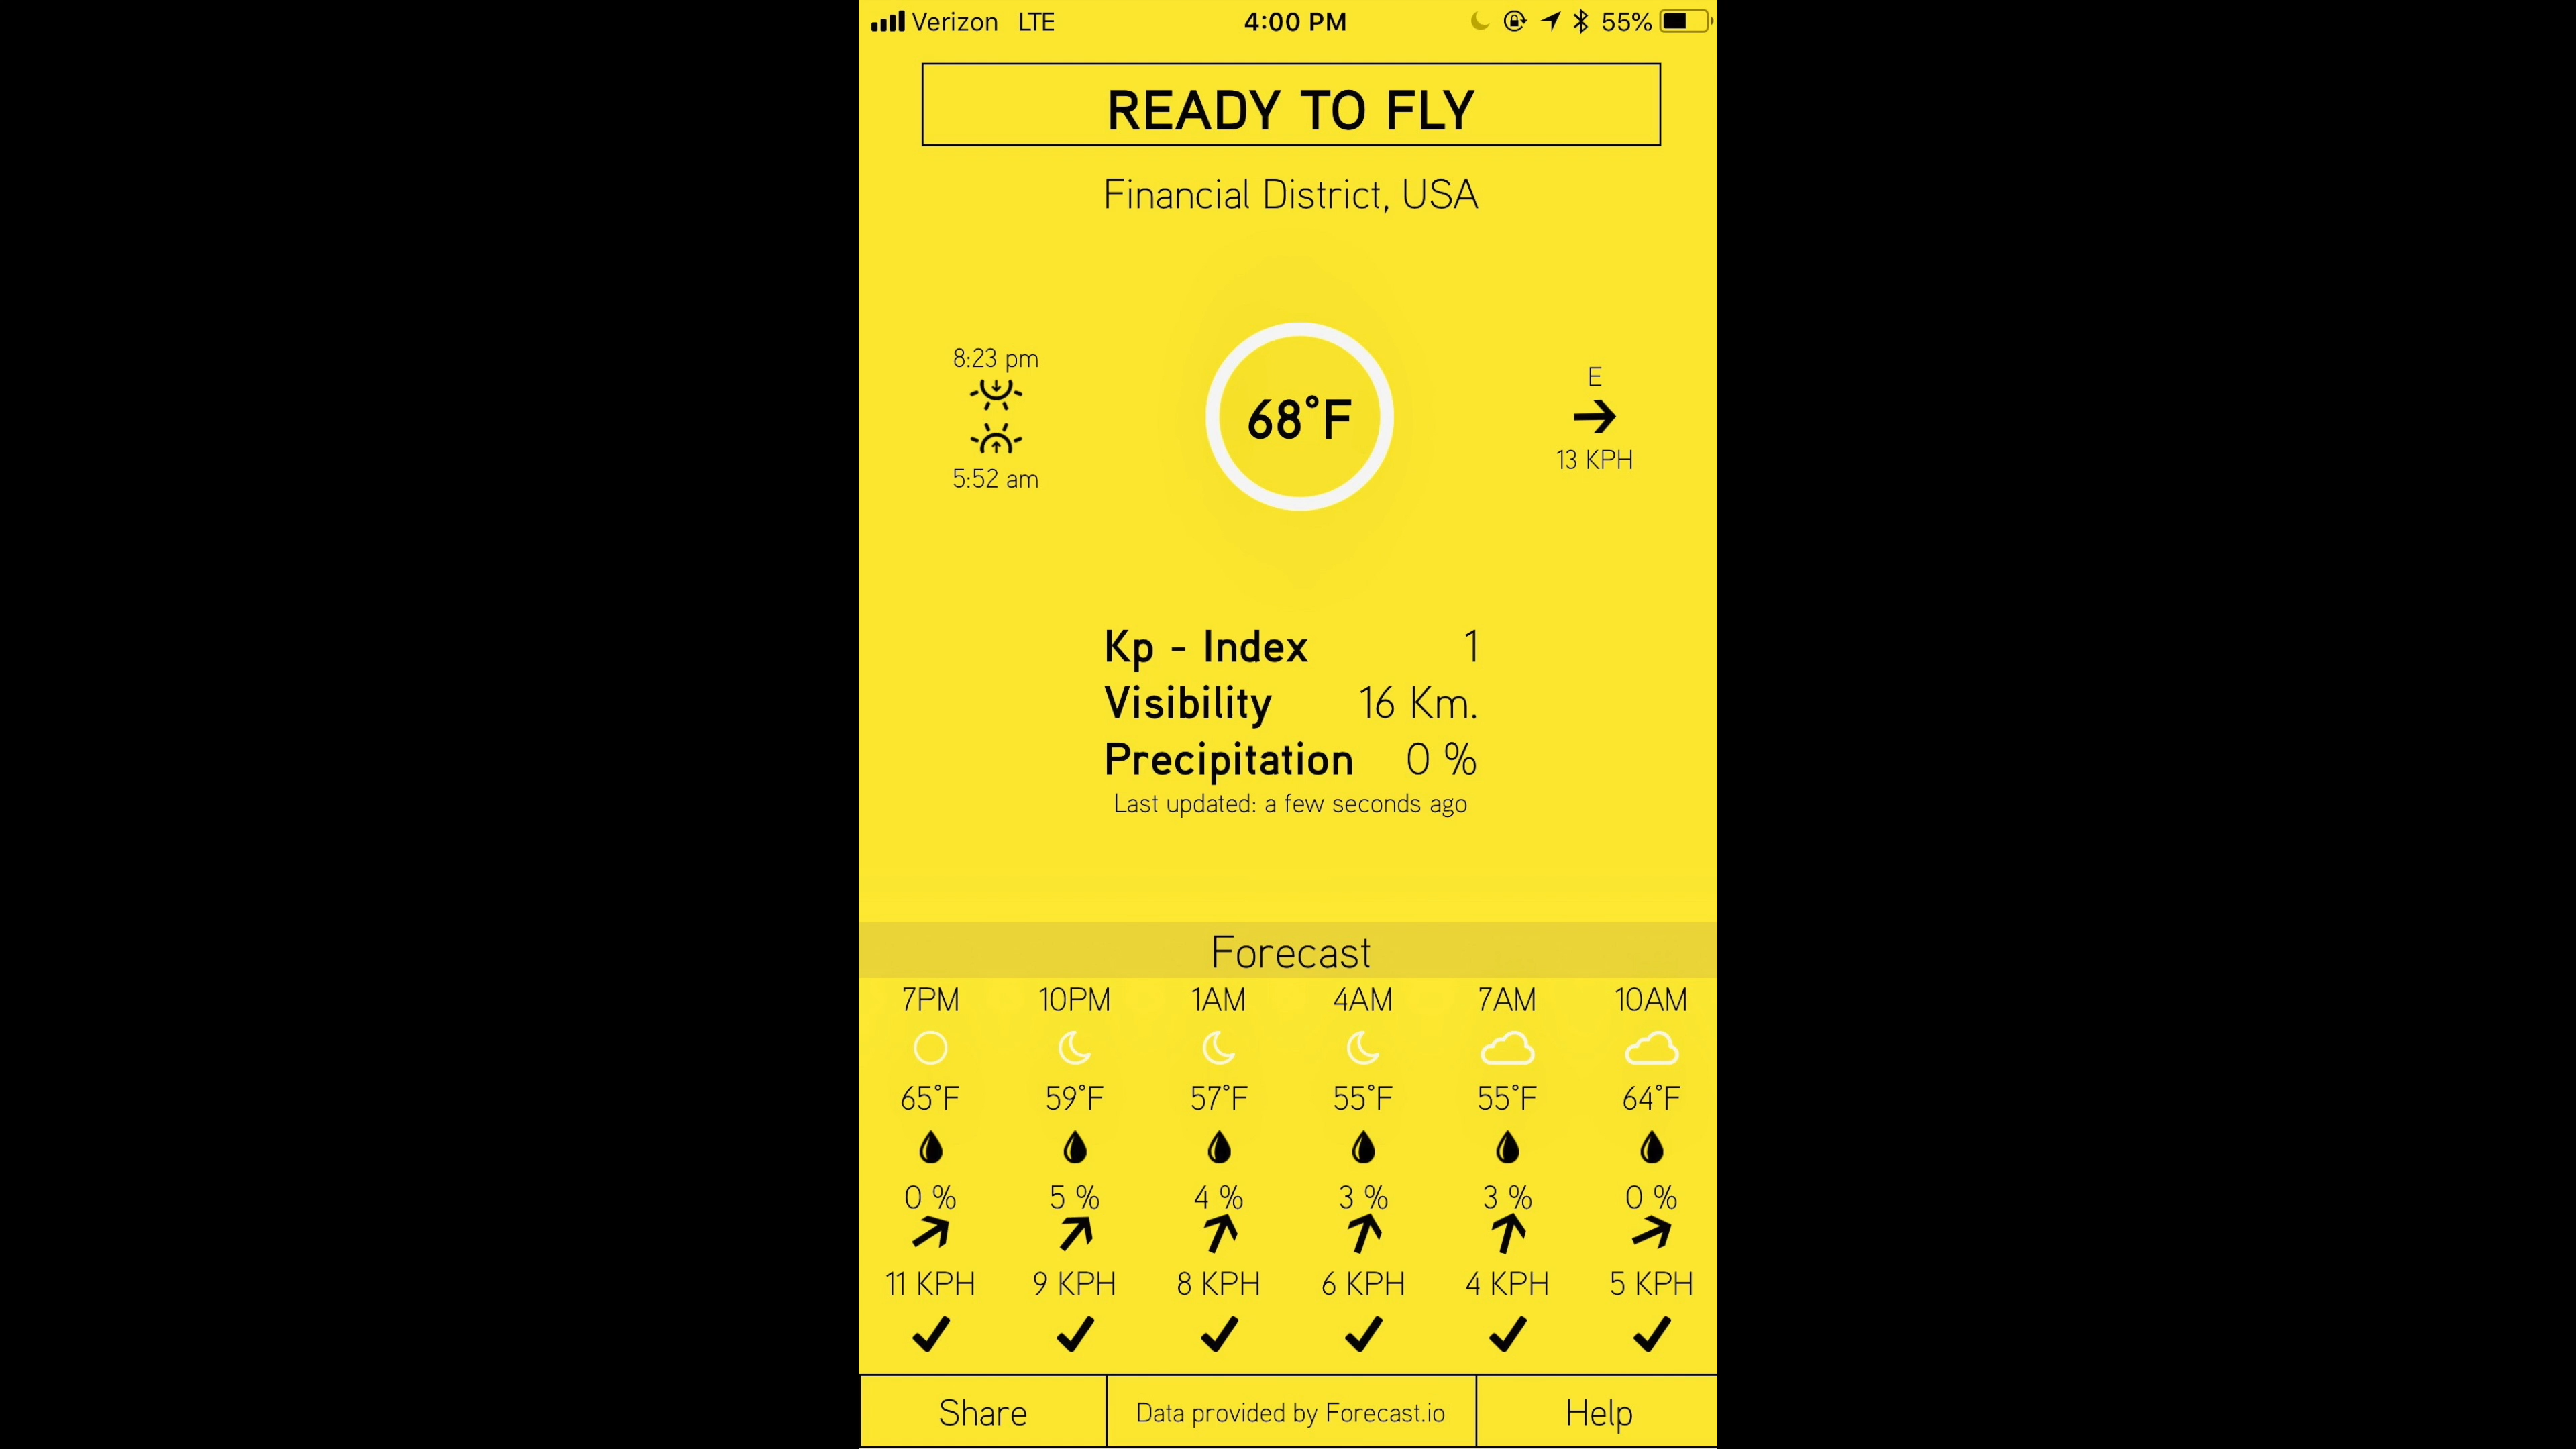 Verizon LTE 4:00 PM 55%
READY TO FLY
Financial District, USA
8:23 pm
5:52 am
68°F
E
13 KPH
Kp - Index 1
Visibility 16 Km.
Precipitation 0 %
Last updated: a few seconds ago
Forecast
7PM 10PM 1AM 4AM 7AM 10AM
65°F 59°F 57°F 55°F 55°F 64°F
0 % 5 % 4 % 3 % 3 % 0 %
11 KPH 9 KPH 8 KPH 6 KPH 4 KPH 5 KPH
Share Data provided by Forecast.io Help